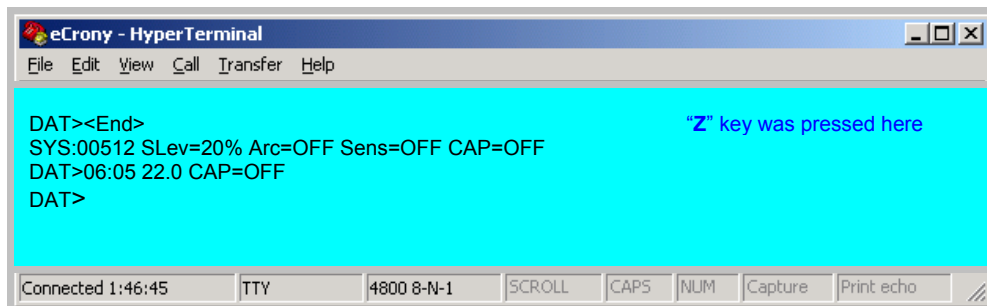 eCrony - HyperTerminal
File Edit View Call Transfer Help
DAT><End> “Z” key was pressed here
SYS:00512 SLev=20% Arc=OFF Sens=OFF CAP=OFF
DAT>06:05 22.0 CAP=OFF
DAT>
Connected 1:46:45 TTY 4800 8-N-1 SCROLL CAPS NUM Capture Print echo